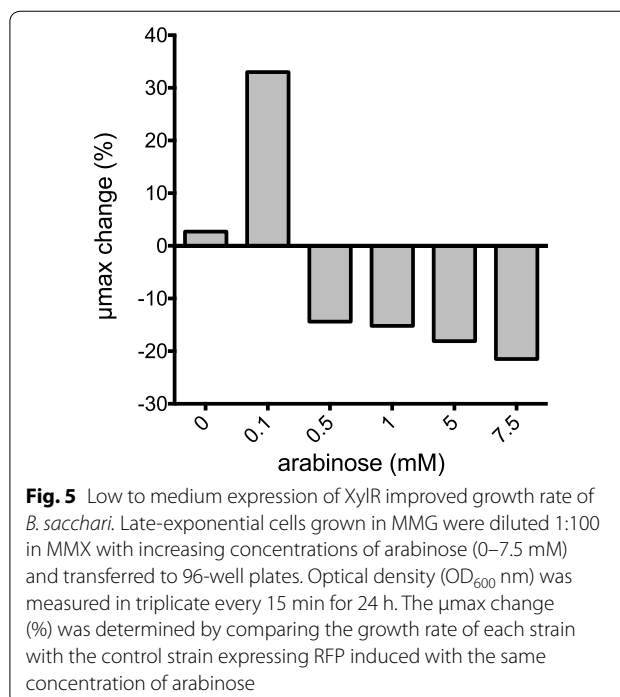 40
30
20
10
0
-10
-20
-30
µmax change (%)
0 0.1 0.5 1 5 7.5
arabinose (mM)
Fig. 5 Low to medium expression of XylR improved growth rate of
B. sacchari. Late-exponential cells grown in MMG were diluted 1:100
in MMX with increasing concentrations of arabinose (0–7.5 mM)
and transferred to 96-well plates. Optical density (OD600 nm) was
measured in triplicate every 15 min for 24 h. The µmax change
(%) was determined by comparing the growth rate of each strain
with the control strain expressing RFP induced with the same
concentration of arabinose